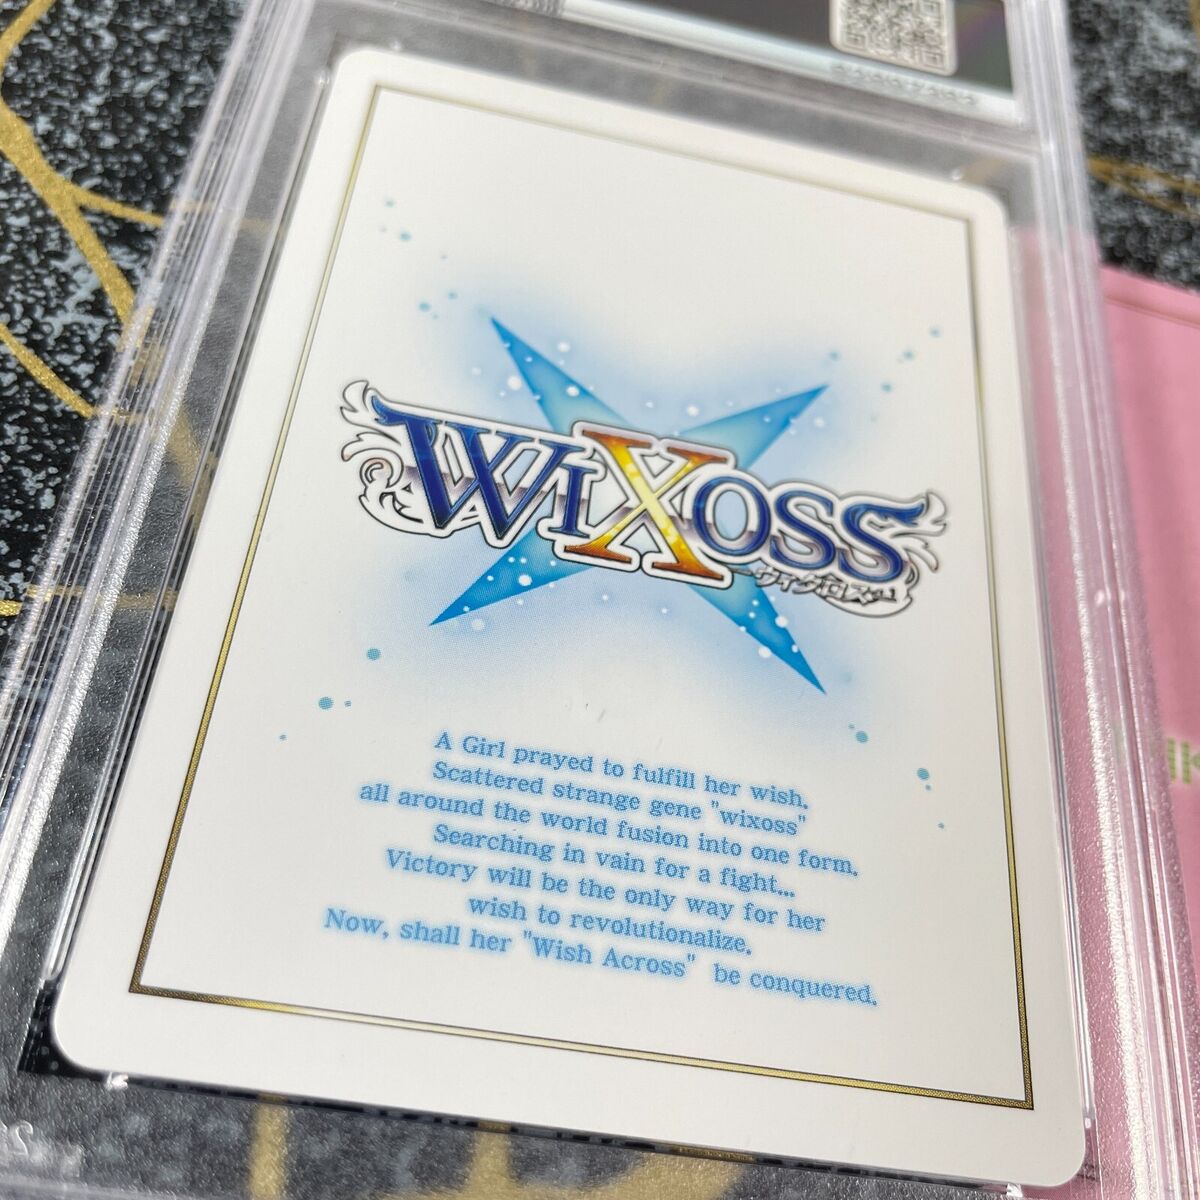 WIXOSS
ウィクロス
A Girl prayed to fulfill her wish.
Scattered strange gene "wixoss"
all around the world fusion into one form.
Searching in vain for a fight...
Victory will be the only way for her
wish to revolutionalize.
Now, shall her "Wish Across" be conquered.